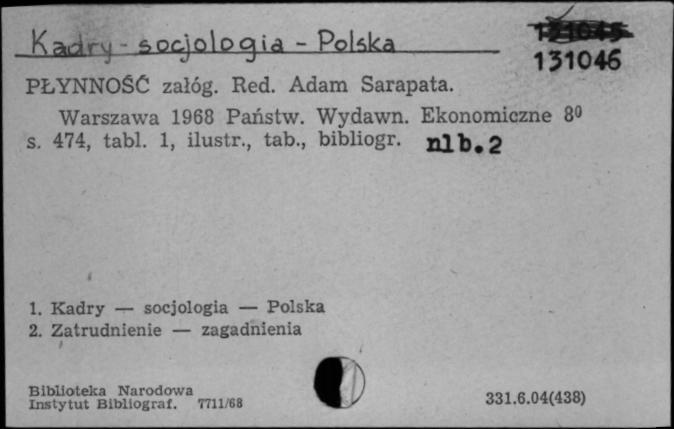 Kadry - socjologia - Polska
131046
PŁYNNOŚĆ załóg. Red. Adam Sarapata.
Warszawa 1968 Państw. Wydawn. Ekonomiczne 8⁰
s. 474, tabl. 1, ilustr., tab., bibliogr. nlb.2
1. Kadry — socjologia — Polska
2. Zatrudnienie — zagadnienia
Biblioteka Narodowa
Instytut Bibliograf. 7711/68
331.6.04(438)